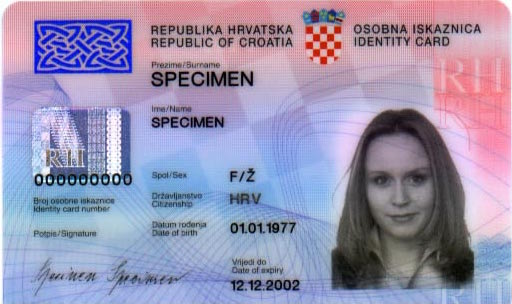 REPUBLIKA HRVATSKA
REPUBLIC OF CROATIA
OSOBNA ISKAZNICA
IDENTITY CARD
Prezime/Surname
SPECIMEN
Ime/Name
SPECIMEN
RH
RH
RH
000000000
Broj osobne iskaznice
Identity card number
Spol/Sex
F/Ž
Državljanstvo
Citizenship
HRV
Datum rođenja
Date of birth
01.01.1977
Potpis/Signature
Specimen
Vrijedi do
Date of expiry
12.12.2002